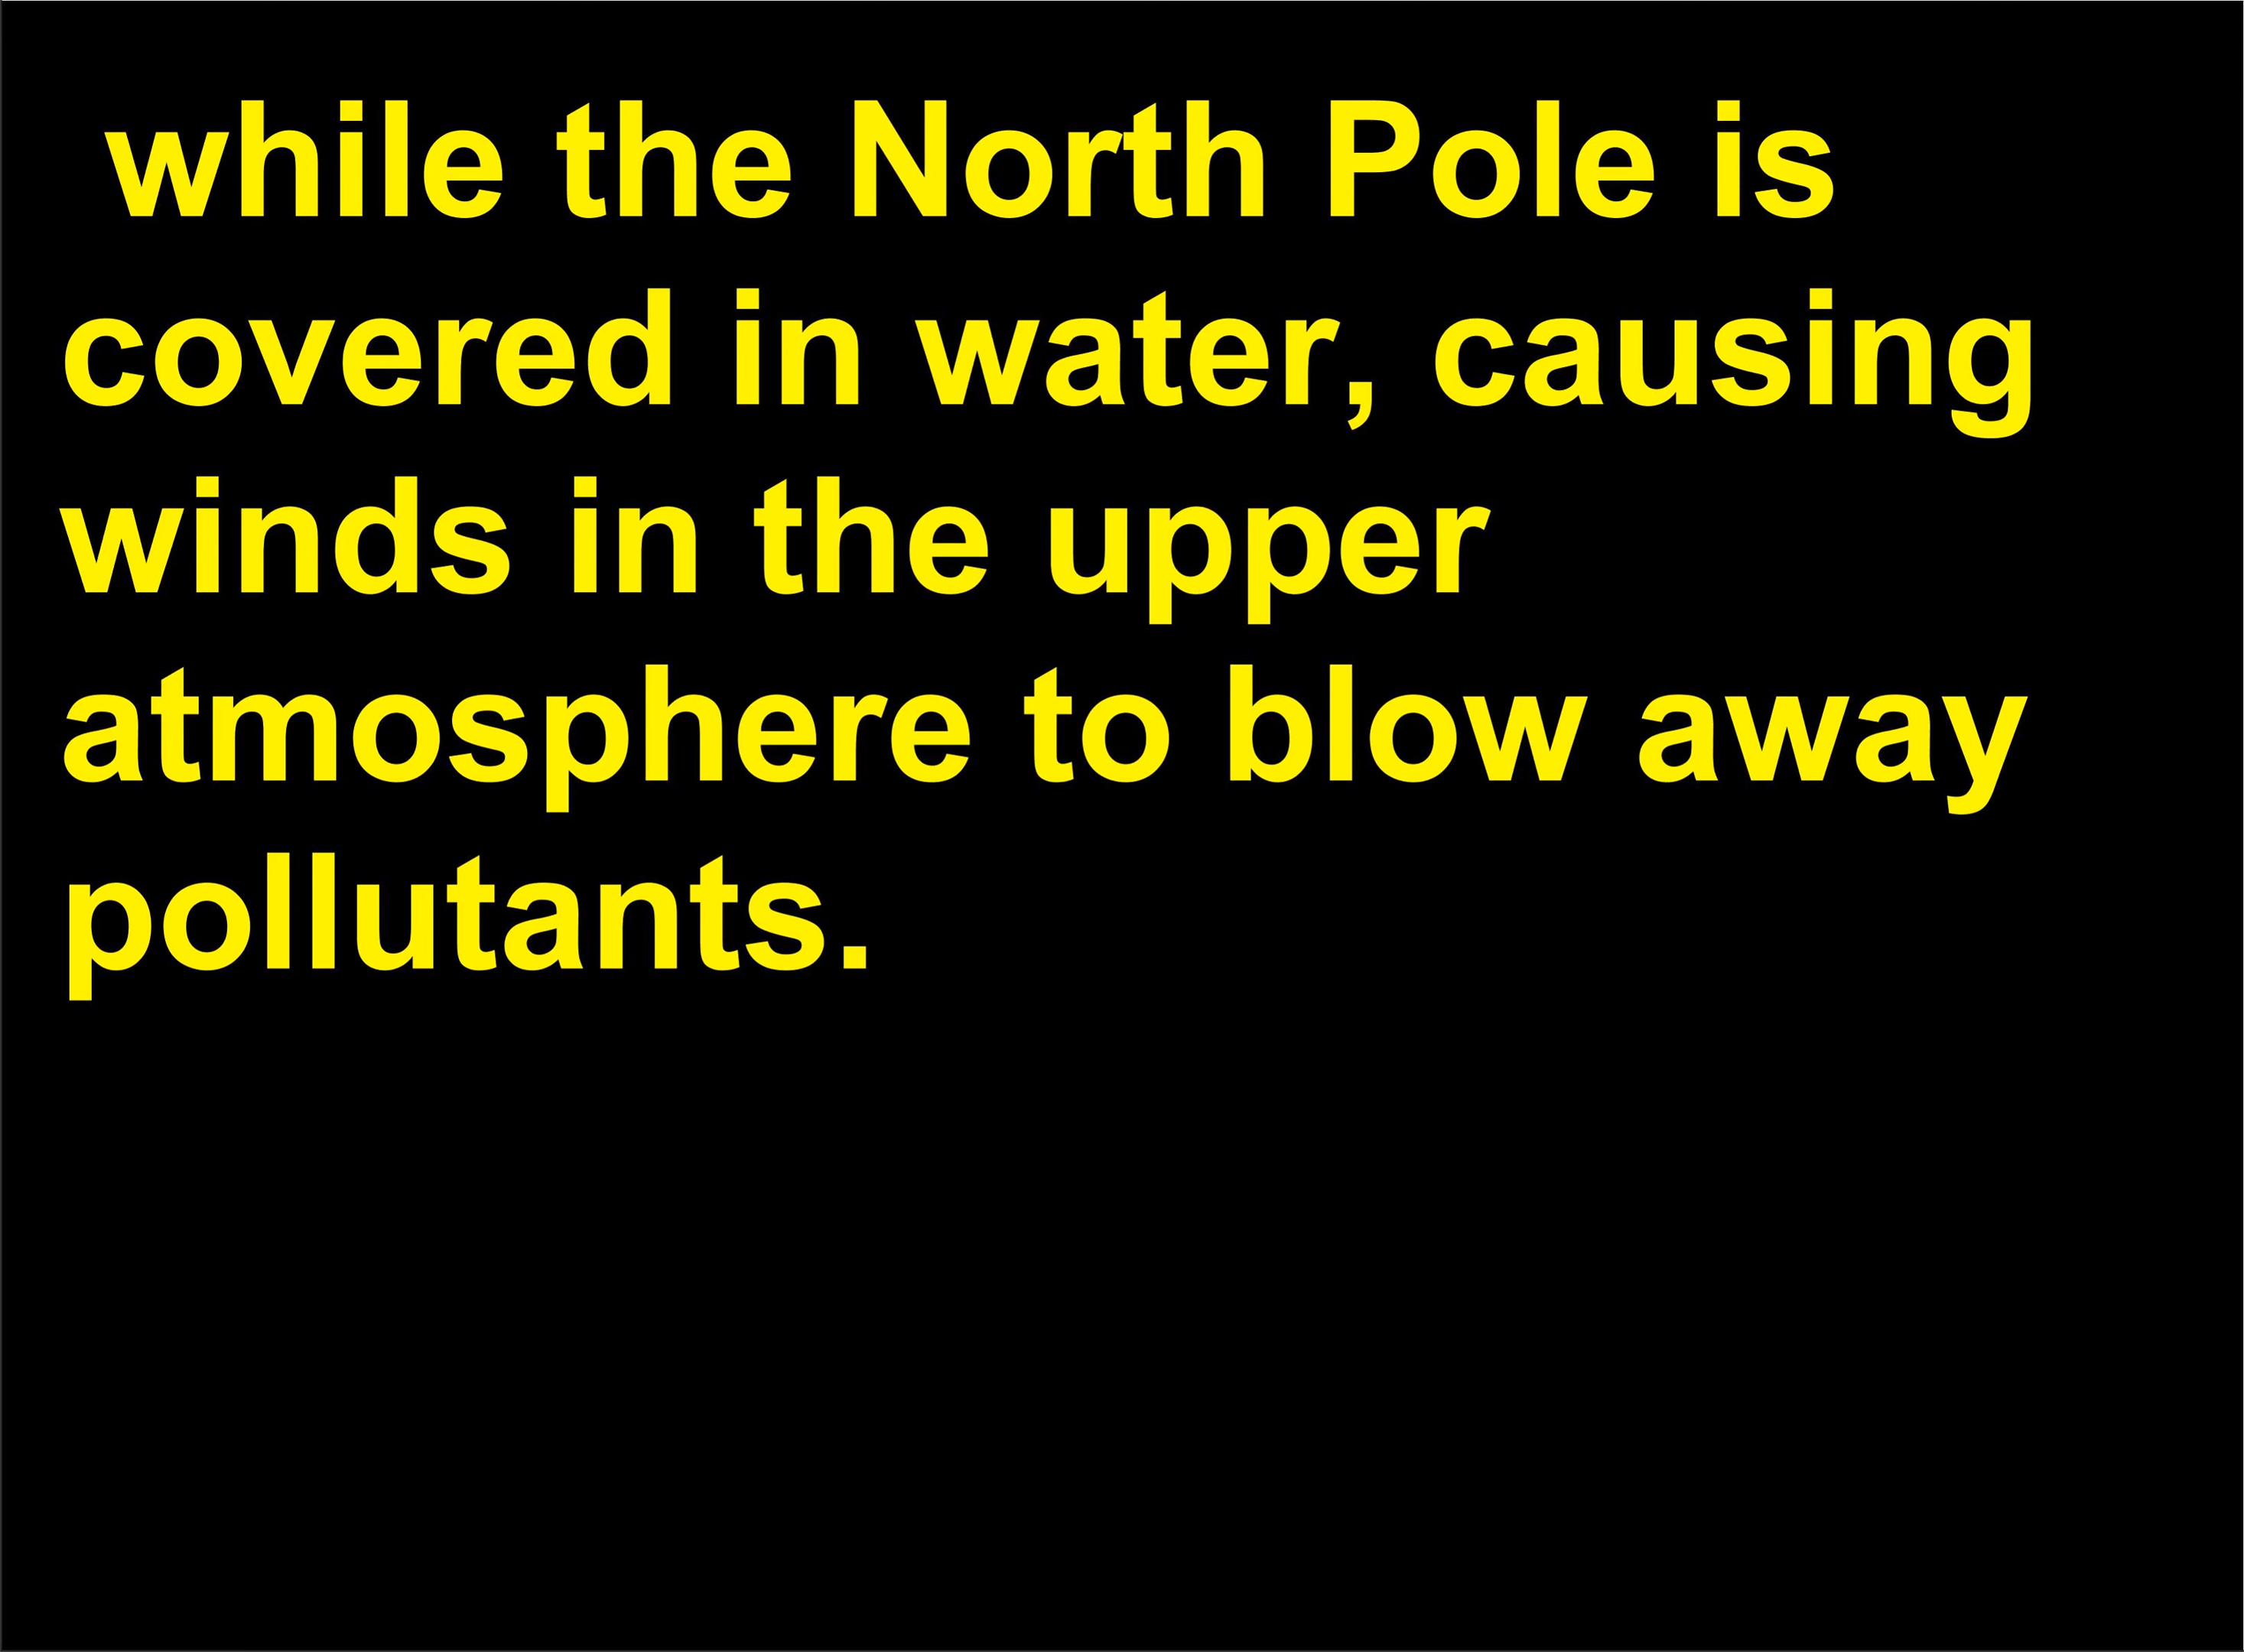 while the North Pole is
covered in water, causing
winds in the upper
atmosphere to blow away
pollutants.